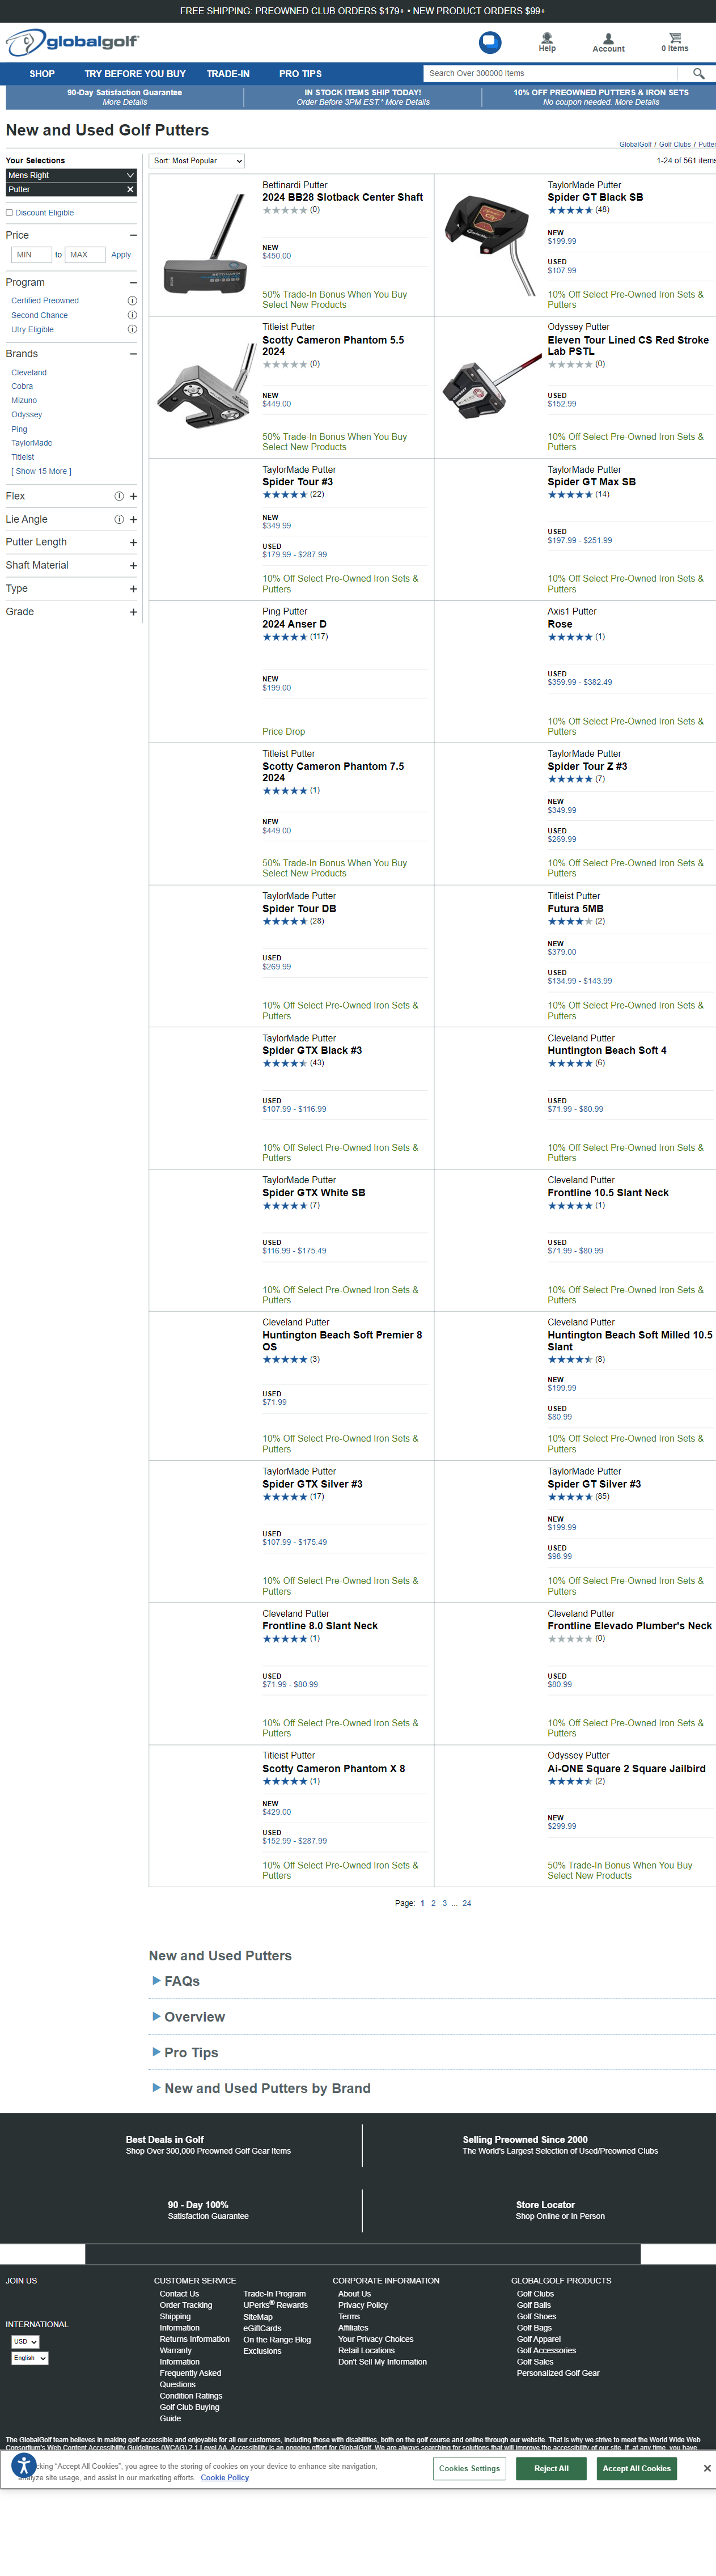 FREE SHIPPING: PREOWNED CLUB ORDERS $179+ • NEW PRODUCT ORDERS $99+
globalgolf
Help
Account
0 Items
SHOP
TRY BEFORE YOU BUY
TRADE-IN
PRO TIPS
Search Over 300000 Items
90-Day Satisfaction Guarantee
More Details
IN STOCK ITEMS SHIP TODAY!
Order Before 3PM EST.* More Details
10% OFF PREOWNED PUTTERS & IRON SETS
No coupon needed. More Details
New and Used Golf Putters
GlobalGolf / Golf Clubs / Putter
Your Selections
Mens Right
Putter
Discount Eligible
Price
MIN to MAX Apply
Program
Certified Preowned
Second Chance
Utry Eligible
Brands
Cleveland
Cobra
Mizuno
Odyssey
Ping
TaylorMade
Titleist
[ Show 15 More ]
Flex
Lie Angle
Putter Length
Shaft Material
Type
Grade
Sort: Most Popular
1-24 of 561 items
Bettinardi Putter
2024 BB28 Slotback Center Shaft
(0)
NEW
$450.00
50% Trade-In Bonus When You Buy
Select New Products
TaylorMade Putter
Spider GT Black SB
(48)
NEW
$199.99
USED
$107.99
10% Off Select Pre-Owned Iron Sets &
Putters
Titleist Putter
Scotty Cameron Phantom 5.5
2024
(0)
NEW
$449.00
50% Trade-In Bonus When You Buy
Select New Products
Odyssey Putter
Eleven Tour Lined CS Red Stroke
Lab PSTL
(0)
USED
$152.99
10% Off Select Pre-Owned Iron Sets &
Putters
TaylorMade Putter
Spider Tour #3
(22)
NEW
$349.99
USED
$179.99 - $287.99
10% Off Select Pre-Owned Iron Sets &
Putters
TaylorMade Putter
Spider GT Max SB
(14)
USED
$197.99 - $251.99
10% Off Select Pre-Owned Iron Sets &
Putters
Ping Putter
2024 Anser D
(117)
NEW
$199.00
Price Drop
Axis1 Putter
Rose
(1)
USED
$359.99 - $382.49
10% Off Select Pre-Owned Iron Sets &
Putters
Titleist Putter
Scotty Cameron Phantom 7.5
2024
(1)
NEW
$449.00
50% Trade-In Bonus When You Buy
Select New Products
TaylorMade Putter
Spider Tour Z #3
(7)
NEW
$349.99
USED
$269.99
10% Off Select Pre-Owned Iron Sets &
Putters
TaylorMade Putter
Spider Tour DB
(28)
USED
$269.99
10% Off Select Pre-Owned Iron Sets &
Putters
Titleist Putter
Futura 5MB
(2)
NEW
$379.00
USED
$134.99 - $143.99
10% Off Select Pre-Owned Iron Sets &
Putters
TaylorMade Putter
Spider GTX Black #3
(43)
USED
$107.99 - $116.99
10% Off Select Pre-Owned Iron Sets &
Putters
Cleveland Putter
Huntington Beach Soft 4
(6)
USED
$71.99 - $80.99
10% Off Select Pre-Owned Iron Sets &
Putters
TaylorMade Putter
Spider GTX White SB
(7)
USED
$116.99 - $175.49
10% Off Select Pre-Owned Iron Sets &
Putters
Cleveland Putter
Frontline 10.5 Slant Neck
(1)
USED
$71.99 - $80.99
10% Off Select Pre-Owned Iron Sets &
Putters
Cleveland Putter
Huntington Beach Soft Premier 8
OS
(3)
USED
$71.99
10% Off Select Pre-Owned Iron Sets &
Putters
Cleveland Putter
Huntington Beach Soft Milled 10.5
Slant
(8)
NEW
$199.99
USED
$80.99
10% Off Select Pre-Owned Iron Sets &
Putters
TaylorMade Putter
Spider GTX Silver #3
(17)
USED
$107.99 - $175.49
10% Off Select Pre-Owned Iron Sets &
Putters
TaylorMade Putter
Spider GT Silver #3
(85)
NEW
$199.99
USED
$98.99
10% Off Select Pre-Owned Iron Sets &
Putters
Cleveland Putter
Frontline 8.0 Slant Neck
(1)
USED
$71.99 - $80.99
10% Off Select Pre-Owned Iron Sets &
Putters
Cleveland Putter
Frontline Elevado Plumber's Neck
(0)
USED
$80.99
10% Off Select Pre-Owned Iron Sets &
Putters
Titleist Putter
Scotty Cameron Phantom X 8
(1)
NEW
$429.00
USED
$152.99 - $287.99
10% Off Select Pre-Owned Iron Sets &
Putters
Odyssey Putter
Ai-ONE Square 2 Square Jailbird
(2)
NEW
$299.99
50% Trade-In Bonus When You Buy
Select New Products
Page: 1 2 3 ... 24
New and Used Putters
FAQs
Overview
Pro Tips
New and Used Putters by Brand
Best Deals in Golf
Shop Over 300,000 Preowned Golf Gear Items
Selling Preowned Since 2000
The World's Largest Selection of Used/Preowned Clubs
90 - Day 100%
Satisfaction Guarantee
Store Locator
Shop Online or In Person
JOIN US
INTERNATIONAL
USD
English
CUSTOMER SERVICE
Contact Us
Order Tracking
Shipping
Information
Returns Information
Warranty
Information
Frequently Asked
Questions
Condition Ratings
Golf Club Buying
Guide
Trade-In Program
UPerks® Rewards
SiteMap
eGiftCards
On the Range Blog
Exclusions
CORPORATE INFORMATION
About Us
Privacy Policy
Terms
Affiliates
Your Privacy Choices
Retail Locations
Don't Sell My Information
GLOBALGOLF PRODUCTS
Golf Clubs
Golf Balls
Golf Shoes
Golf Bags
Golf Apparel
Golf Accessories
Golf Sales
Personalized Golf Gear
The GlobalGolf team believes in making golf accessible and enjoyable for all our customers, including those with disabilities, both on the golf course and online through our website. That is why we strive to meet the World Wide Web
Consortium's Web Content Accessibility Guidelines (WCAG) 2.1 Level AA. Accessibility is an ongoing effort for GlobalGolf. We are always searching for solutions that will improve the accessibility of our site. If, at any time, you have
"Accept All Cookies", you agree to the storing of cookies on your device to enhance site navigation,
analyze site usage, and assist in our marketing efforts. Cookie Policy
Cookies Settings
Reject All
Accept All Cookies